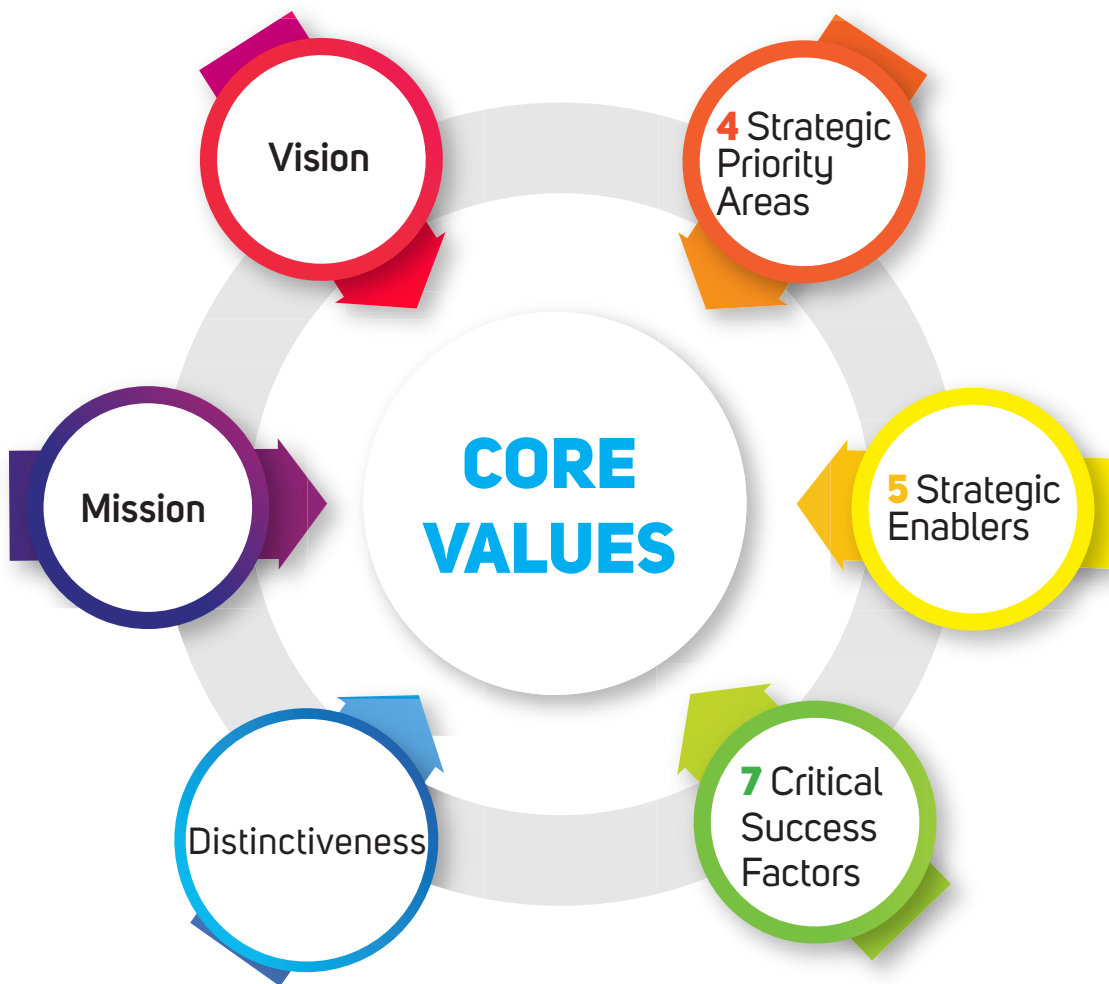 Vision
4 Strategic
Priority
Areas
CORE
VALUES
Mission
5 Strategic
Enablers
Distinctiveness
7 Critical
Success
Factors